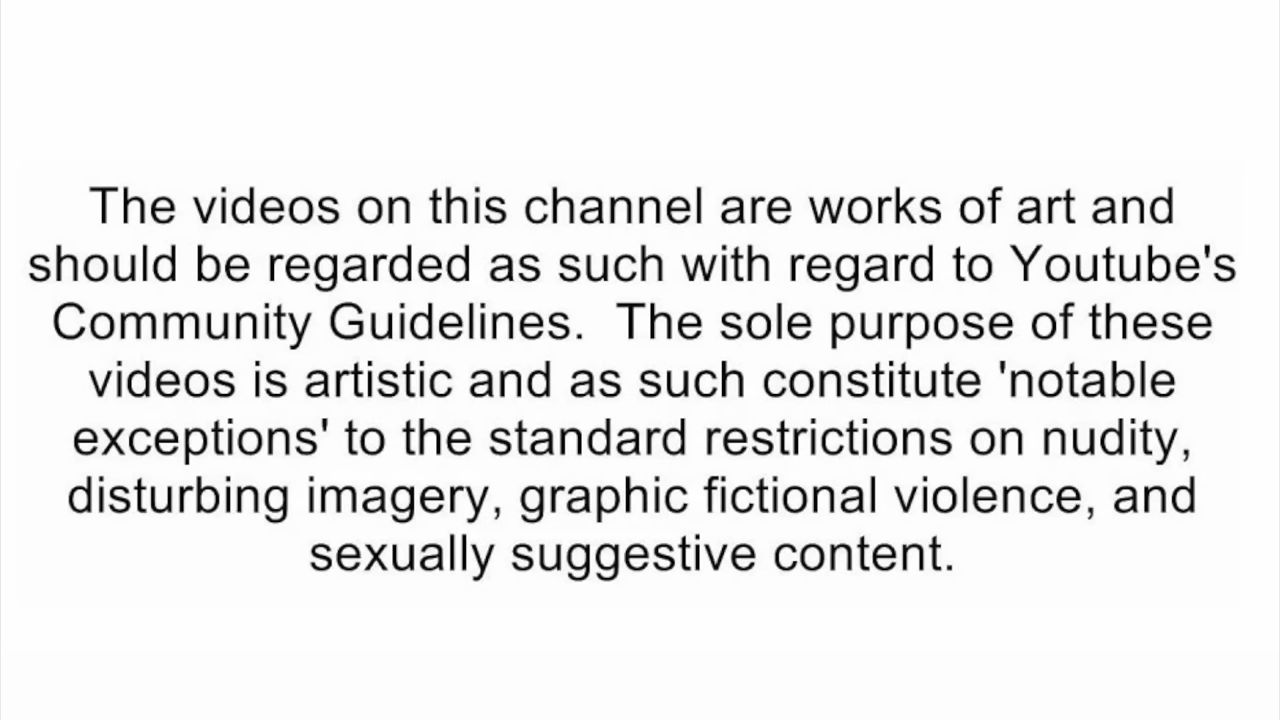 The videos on this channel are works of art and
should be regarded as such with regard to Youtube's
Community Guidelines.  The sole purpose of these
videos is artistic and as such constitute 'notable
exceptions' to the standard restrictions on nudity,
disturbing imagery, graphic fictional violence, and
sexually suggestive content.